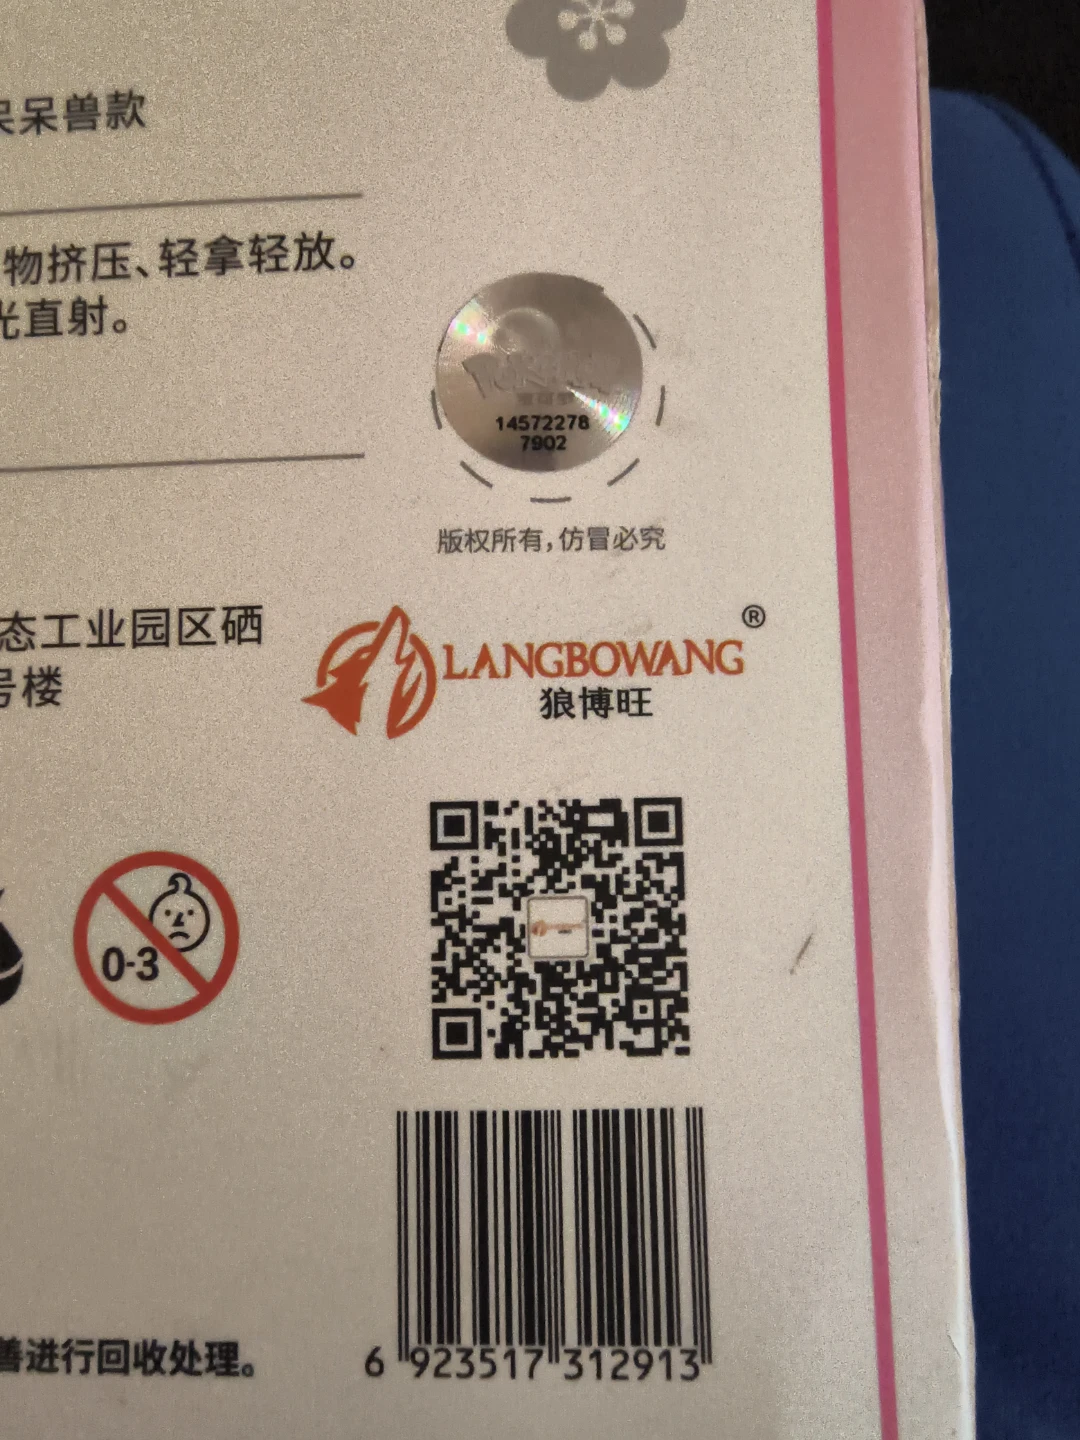 呆呆兽款
物挤压、轻拿轻放。
光直射。
14572278
7902
版权所有,仿冒必究
态工业园区硒
号楼
LANGBOWANG®
狼博旺
0-3
善进行回收处理。
6 923517 312913